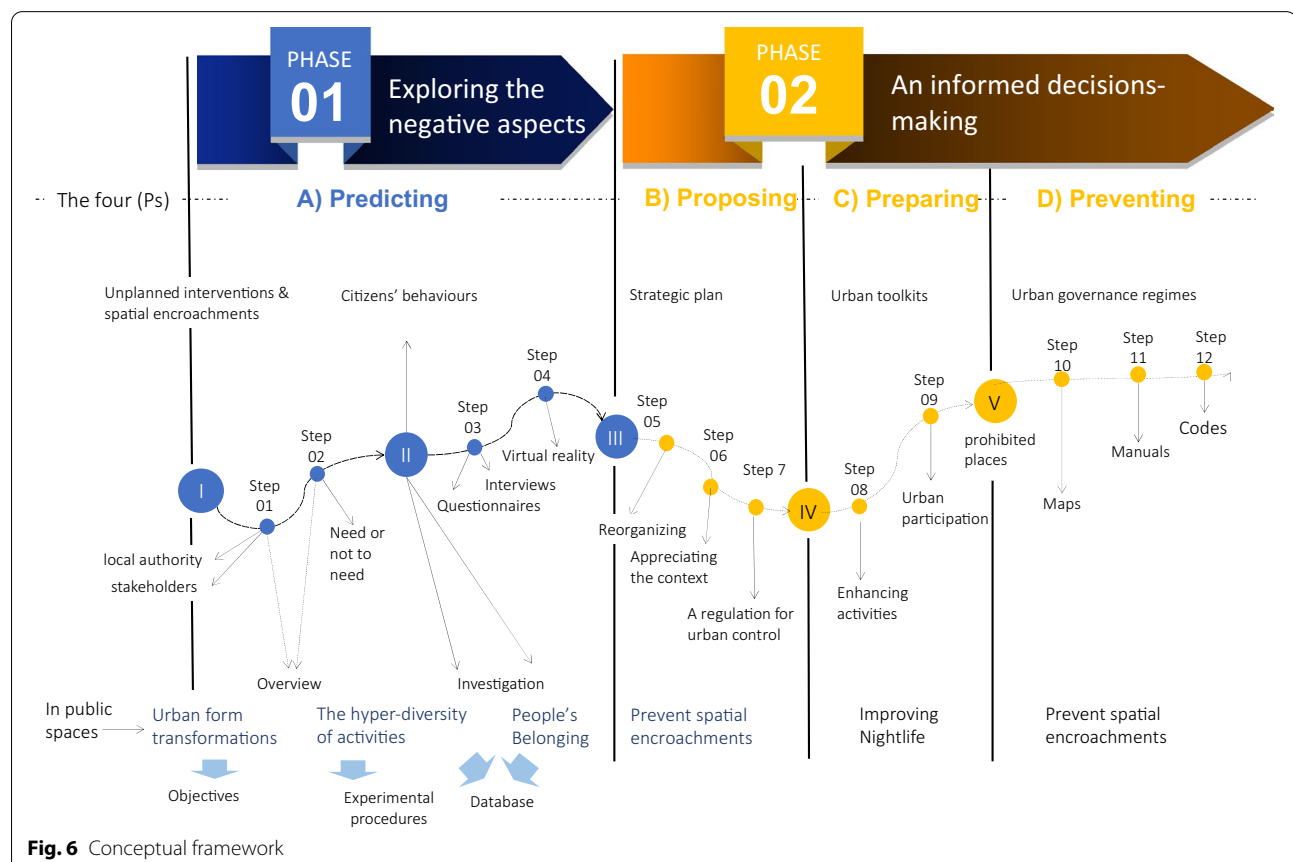 PHASE
01
Exploring the
negative aspects
PHASE
02
An informed decisions-
making
The four (Ps)
A) Predicting
B) Proposing
C) Preparing
D) Preventing
Unplanned interventions &
spatial encroachments
Citizens' behaviours
Strategic plan
Urban toolkits
Urban governance regimes
I
Step
01
local authority
stakeholders
Step
02
Need or
not to
need
Overview
II
Step
03
Questionnaires
Interviews
Step
04
Virtual reality
Investigation
III
Step
05
Reorganizing
Step
06
Appreciating
the context
Step 7
A regulation for
urban control
IV
Step
08
Enhancing
activities
Step
09
Urban
participation
V
prohibited
places
Step
10
Maps
Step
11
Manuals
Step
12
Codes
In public
spaces
Urban form
transformations
The hyper-diversity
of activities
People's
Belonging
Prevent spatial
encroachments
Improving
Nightlife
Prevent spatial
encroachments
Objectives
Experimental
procedures
Database
Fig. 6 Conceptual framework